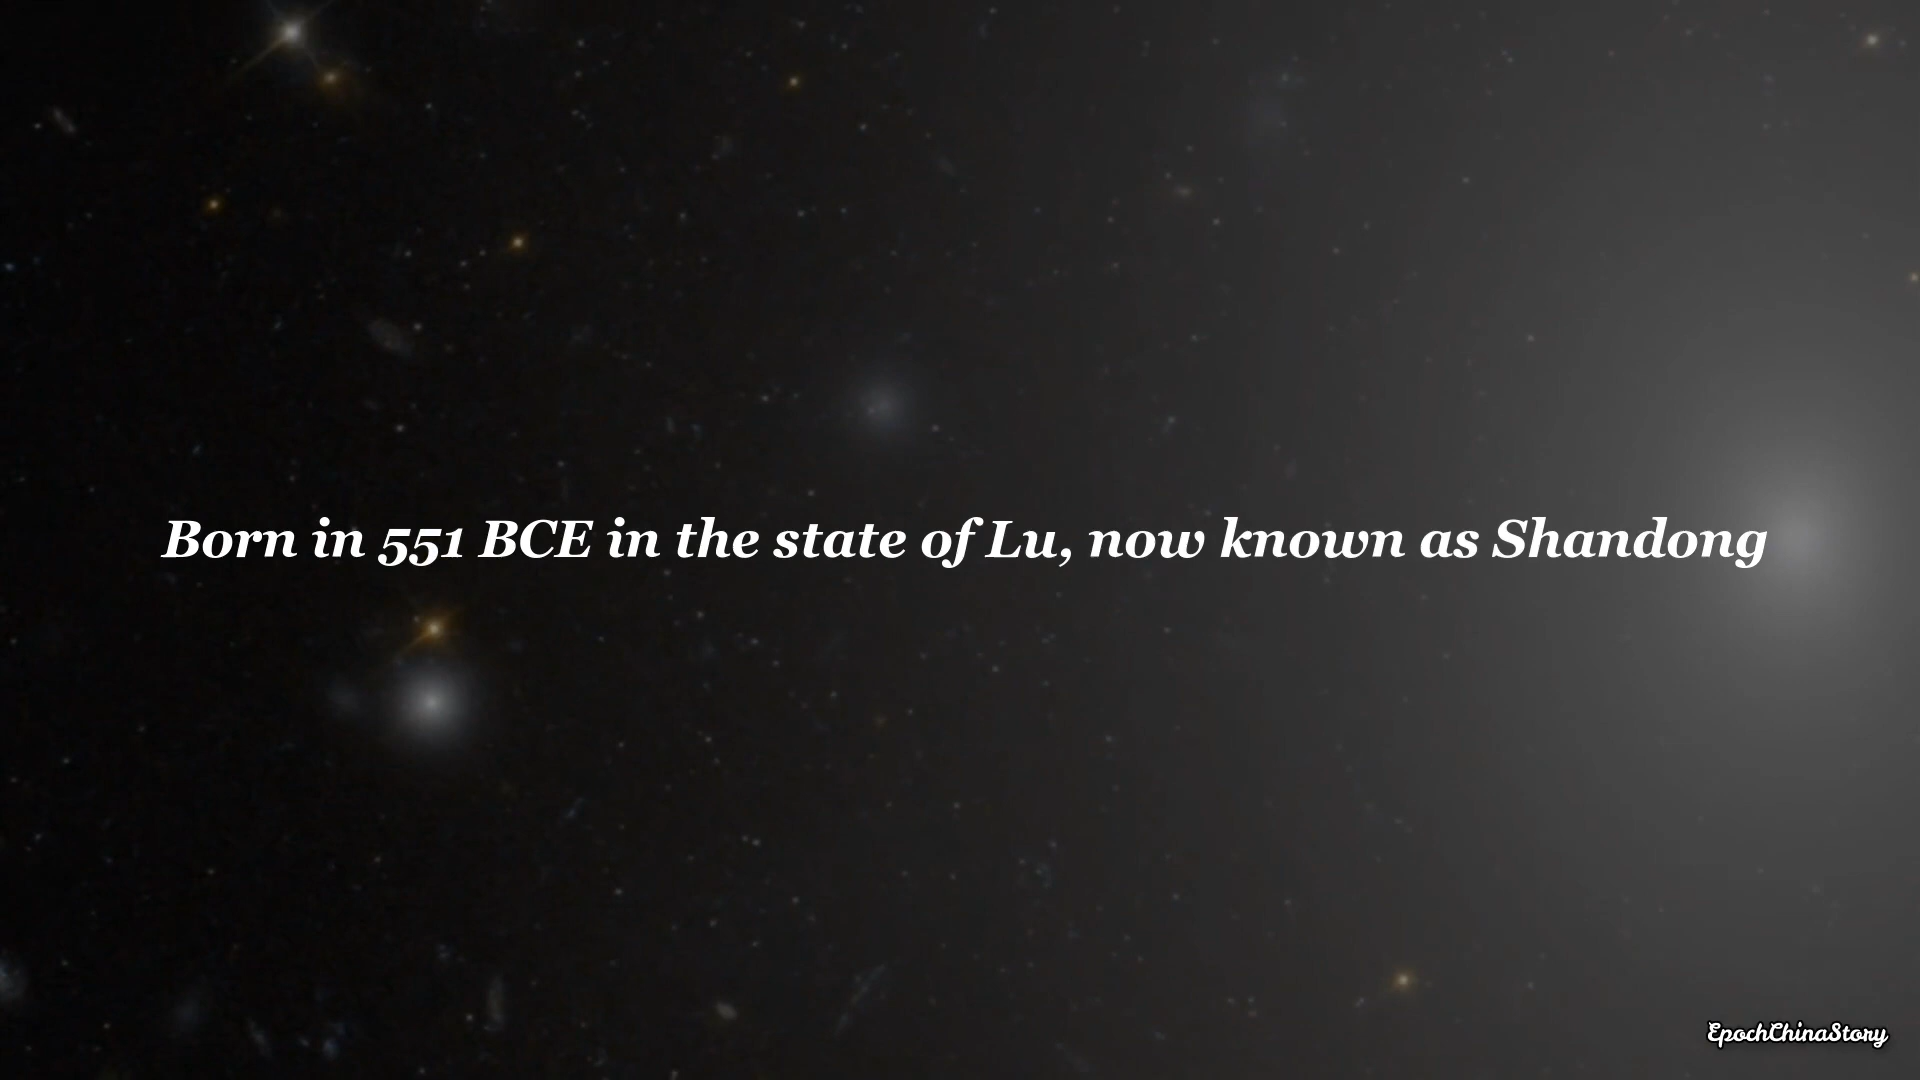 Born in 551 BCE in the state of Lu, now known as Shandong
EpochChinaStory